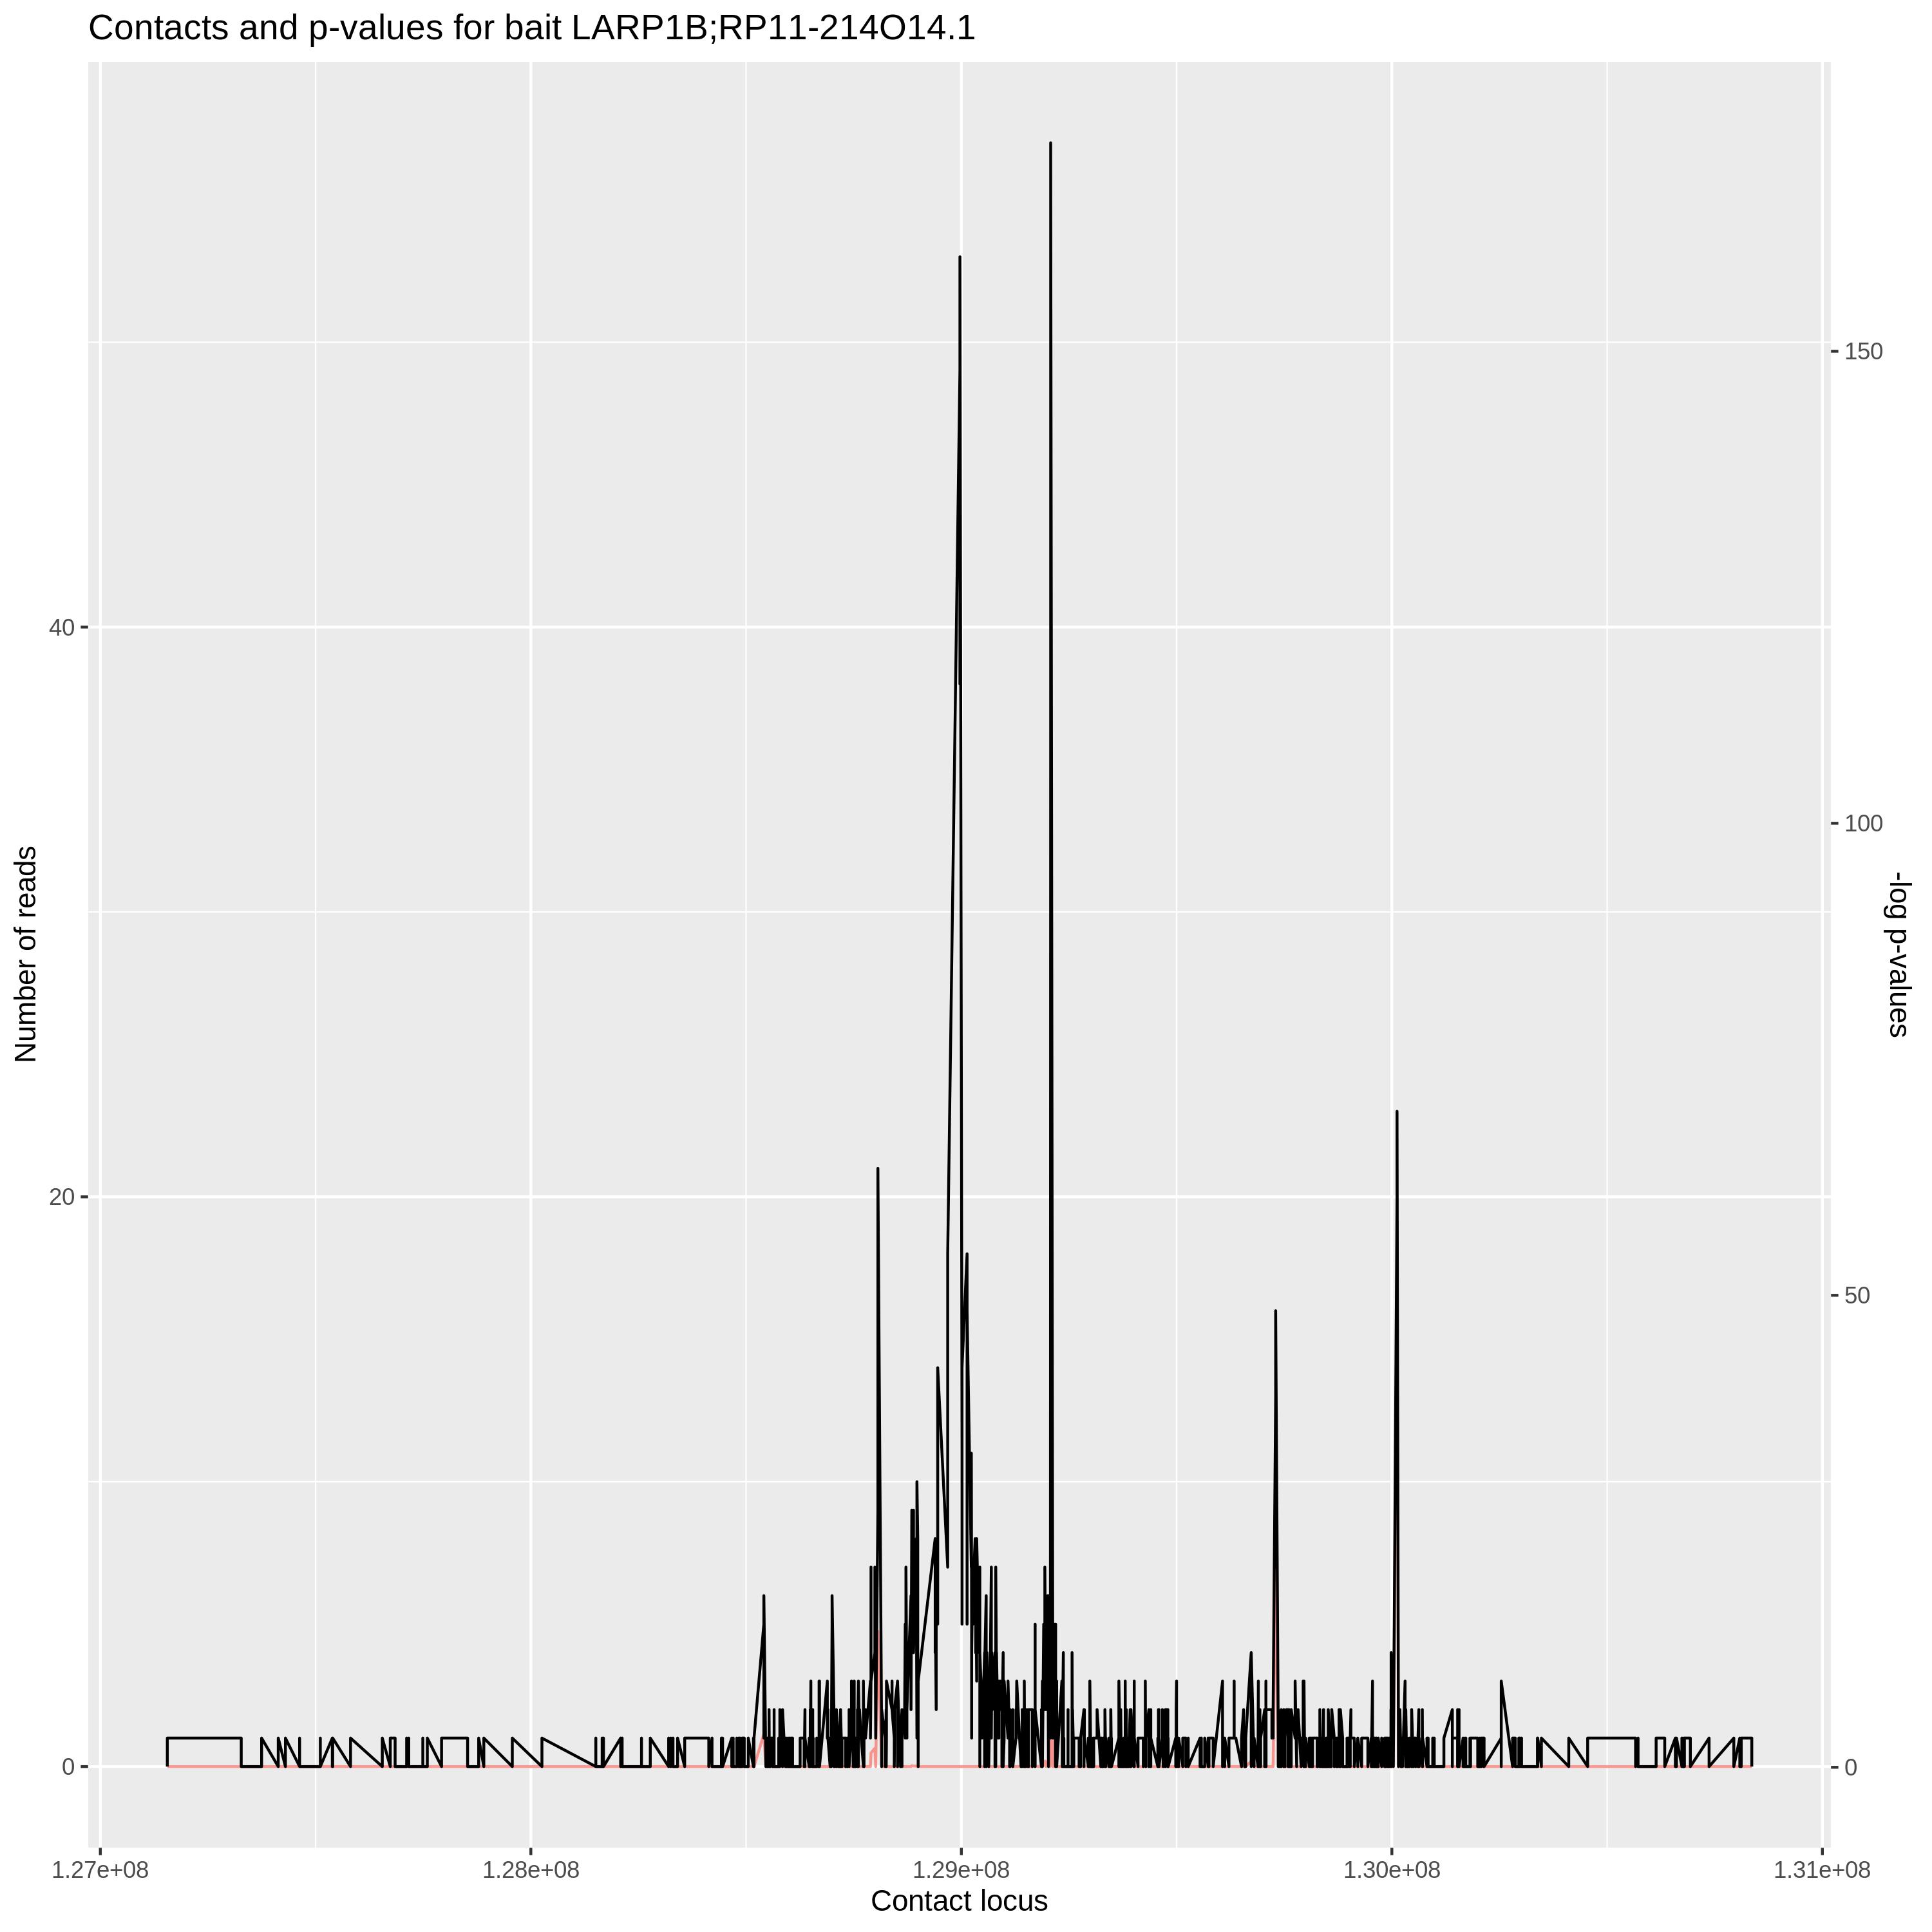 Contacts and p-values for bait LARP1B;RP11-214O14.1
Number of reads
40
20
0
150
100
50
0
-log p-values
1.27e+08
1.28e+08
1.29e+08
1.30e+08
1.31e+08
Contact locus